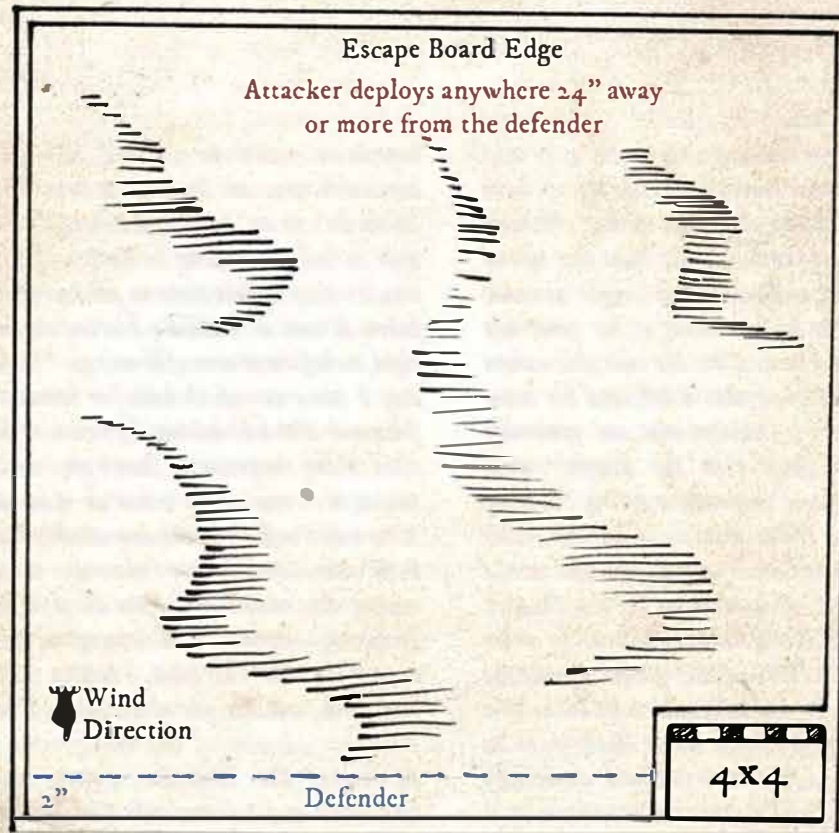 Escape Board Edge
Attacker deploys anywhere 24” away
or more from the defender
Wind
Direction
2”
Defender
4x4